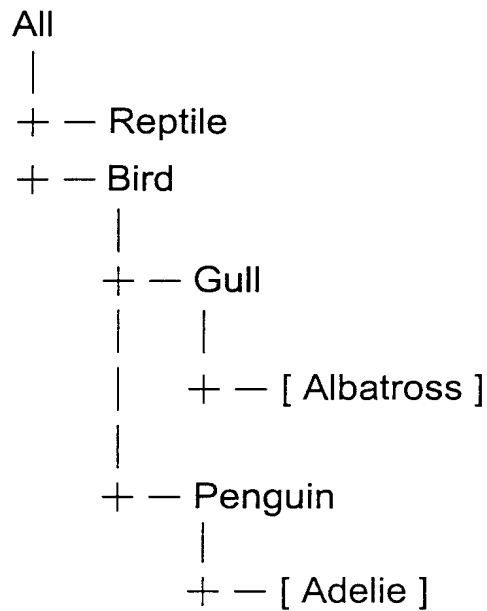 All
|
+ — Reptile
+ — Bird
|
+ — Gull
| |
| + — [ Albatross ]
|
+ — Penguin
|
+ — [ Adelie ]